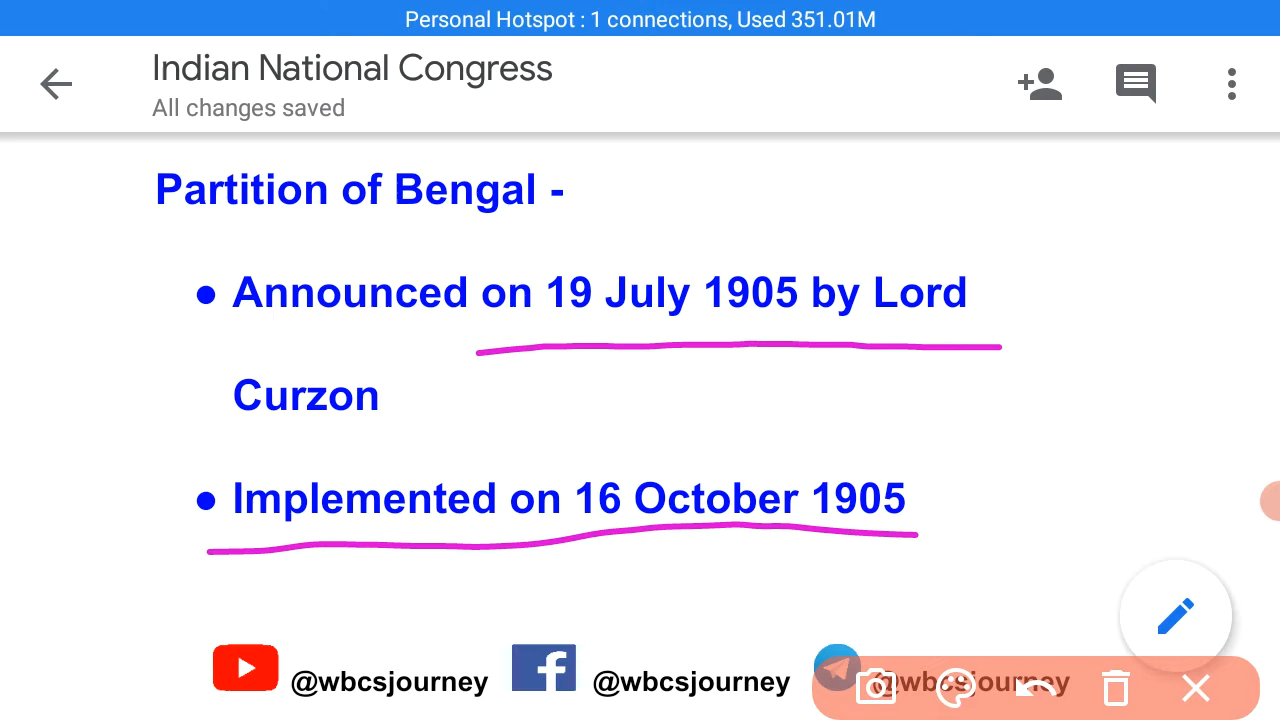 Personal Hotspot : 1 connections, Used 351.01M
Indian National Congress
All changes saved
Partition of Bengal -
● Announced on 19 July 1905 by Lord
Curzon
● Implemented on 16 October 1905
@wbcsjourney @wbcsjourney @wbcsjourney